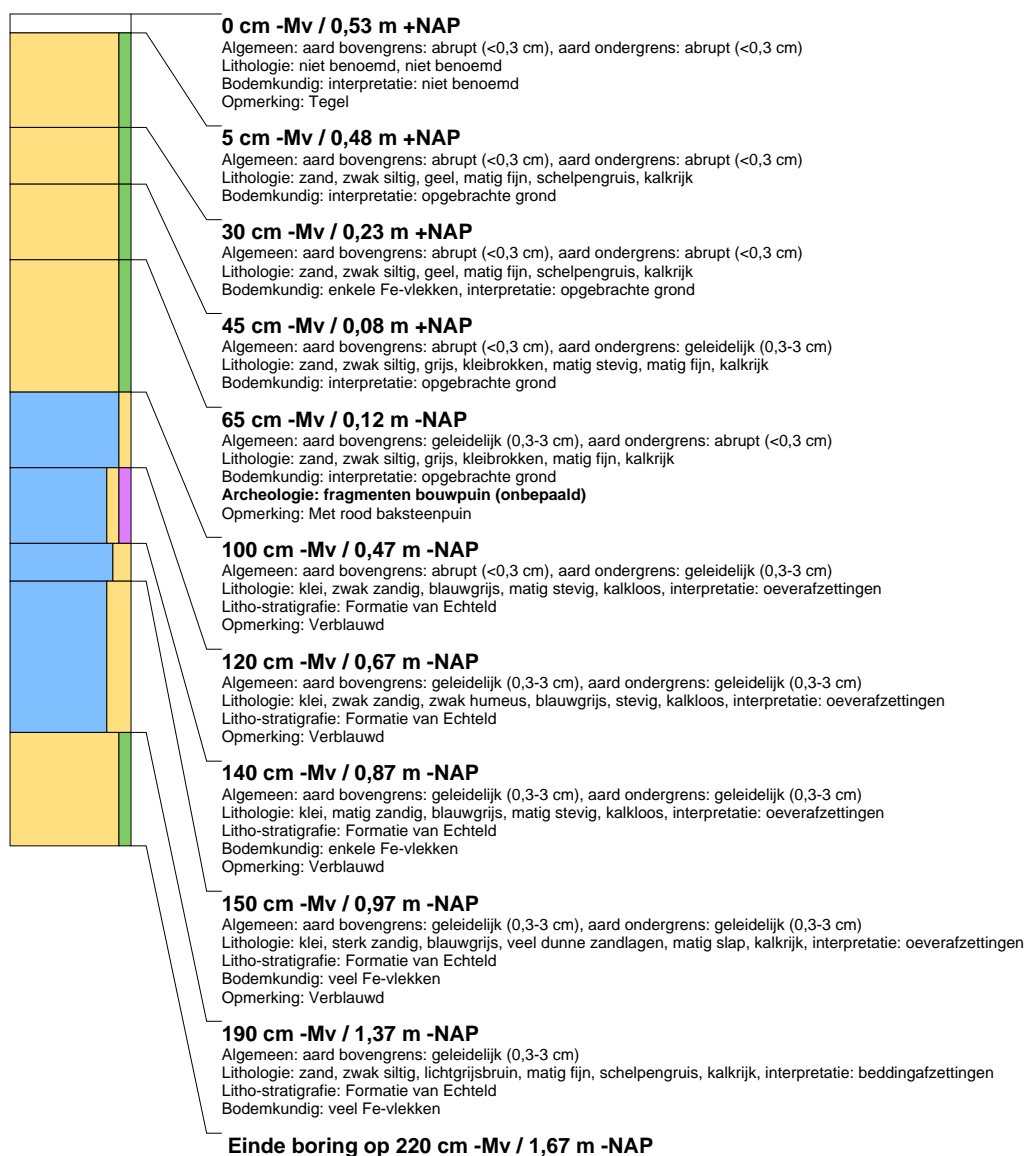 0 cm -Mv / 0,53 m +NAP
Algemeen: aard bovengrens: abrupt (<0,3 cm), aard ondergrens: abrupt (<0,3 cm)
Lithologie: niet benoemd, niet benoemd
Bodemkundig: interpretatie: niet benoemd
Opmerking: Tegel
5 cm -Mv / 0,48 m +NAP
Algemeen: aard bovengrens: abrupt (<0,3 cm), aard ondergrens: abrupt (<0,3 cm)
Lithologie: zand, zwak siltig, geel, matig fijn, schelpengruis, kalkrijk
Bodemkundig: interpretatie: opgebrachte grond
30 cm -Mv / 0,23 m +NAP
Algemeen: aard bovengrens: abrupt (<0,3 cm), aard ondergrens: abrupt (<0,3 cm)
Lithologie: zand, zwak siltig, geel, matig fijn, schelpengruis, kalkrijk
Bodemkundig: enkele Fe-vlekken, interpretatie: opgebrachte grond
45 cm -Mv / 0,08 m +NAP
Algemeen: aard bovengrens: abrupt (<0,3 cm), aard ondergrens: geleidelijk (0,3-3 cm)
Lithologie: zand, zwak siltig, grijs, kleibrokken, matig stevig, matig fijn, kalkrijk
Bodemkundig: interpretatie: opgebrachte grond
65 cm -Mv / 0,12 m -NAP
Algemeen: aard bovengrens: geleidelijk (0,3-3 cm), aard ondergrens: abrupt (<0,3 cm)
Lithologie: zand, zwak siltig, grijs, kleibrokken, matig fijn, kalkrijk
Bodemkundig: interpretatie: opgebrachte grond
Archeologie: fragmenten bouwpuin (onbepaald)
Opmerking: Met rood baksteenpuin
100 cm -Mv / 0,47 m -NAP
Algemeen: aard bovengrens: abrupt (<0,3 cm), aard ondergrens: geleidelijk (0,3-3 cm)
Lithologie: klei, zwak zandig, blauwgrijs, matig stevig, kalkloos, interpretatie: oeverafzettingen
Litho-stratigrafie: Formatie van Echteld
Opmerking: Verblauwd
120 cm -Mv / 0,67 m -NAP
Algemeen: aard bovengrens: geleidelijk (0,3-3 cm), aard ondergrens: geleidelijk (0,3-3 cm)
Lithologie: klei, zwak zandig, zwak humeus, blauwgrijs, stevig, kalkloos, interpretatie: oeverafzettingen
Litho-stratigrafie: Formatie van Echteld
Opmerking: Verblauwd
140 cm -Mv / 0,87 m -NAP
Algemeen: aard bovengrens: geleidelijk (0,3-3 cm), aard ondergrens: geleidelijk (0,3-3 cm)
Lithologie: klei, matig zandig, blauwgrijs, matig stevig, kalkloos, interpretatie: oeverafzettingen
Litho-stratigrafie: Formatie van Echteld
Bodemkundig: enkele Fe-vlekken
Opmerking: Verblauwd
150 cm -Mv / 0,97 m -NAP
Algemeen: aard bovengrens: geleidelijk (0,3-3 cm), aard ondergrens: geleidelijk (0,3-3 cm)
Lithologie: klei, sterk zandig, blauwgrijs, veel dunne zandlagen, matig slap, kalkrijk, interpretatie: oeverafzettingen
Litho-stratigrafie: Formatie van Echteld
Bodemkundig: veel Fe-vlekken
Opmerking: Verblauwd
190 cm -Mv / 1,37 m -NAP
Algemeen: aard bovengrens: geleidelijk (0,3-3 cm)
Lithologie: zand, zwak siltig, lichtgrijsbruin, matig fijn, schelpengruis, kalkrijk, interpretatie: beddingafzettingen
Litho-stratigrafie: Formatie van Echteld
Bodemkundig: veel Fe-vlekken
Einde boring op 220 cm -Mv / 1,67 m -NAP